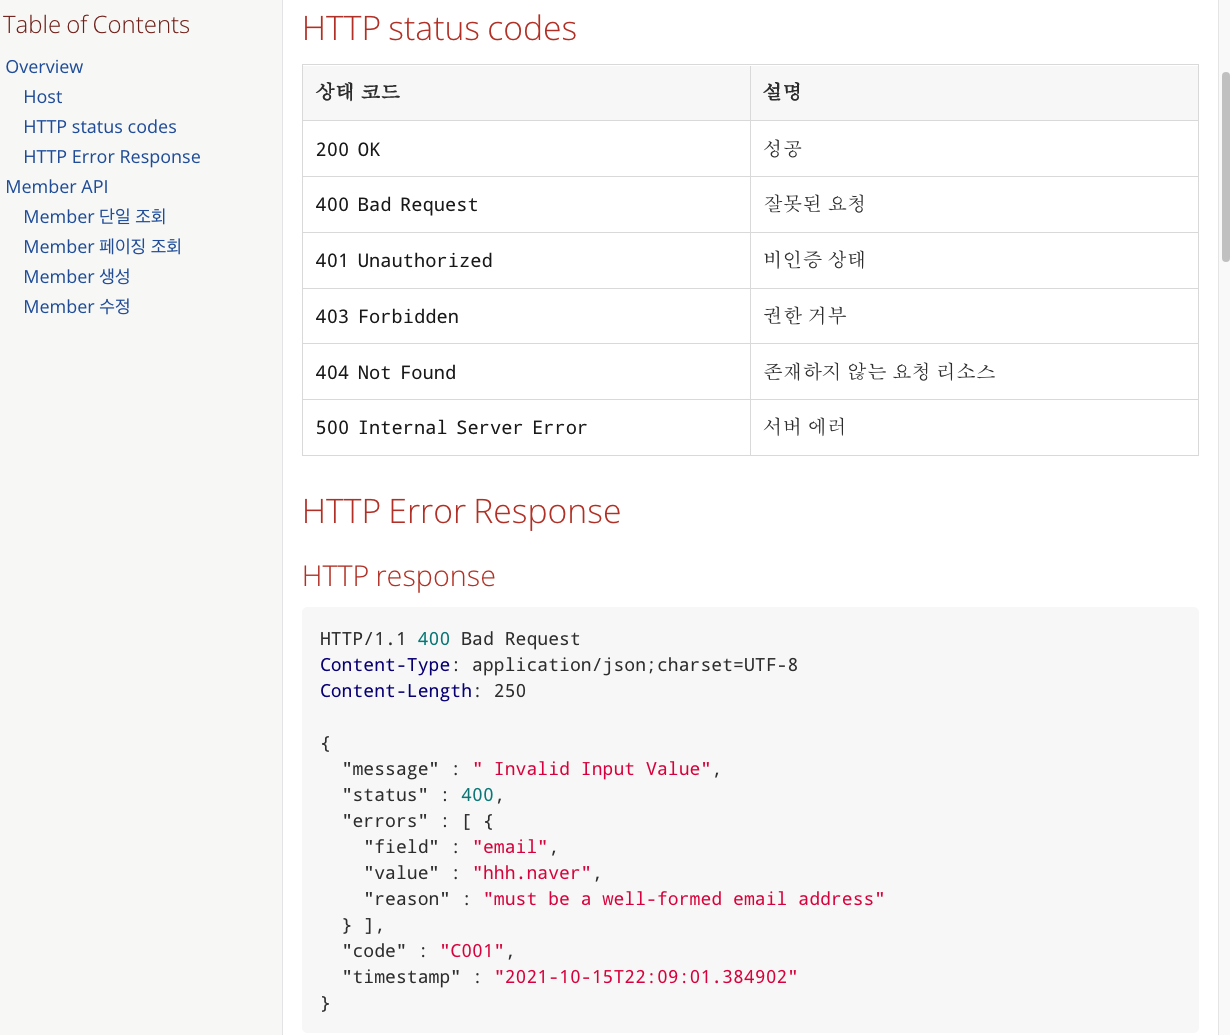 Table of Contents
Overview
Host
HTTP status codes
HTTP Error Response
Member API
Member 단일 조회
Member 페이징 조회
Member 생성
Member 수정
HTTP status codes
상태 코드 설명
200 OK 성공
400 Bad Request 잘못된 요청
401 Unauthorized 비인증 상태
403 Forbidden 권한 거부
404 Not Found 존재하지 않는 요청 리소스
500 Internal Server Error 서버 에러
HTTP Error Response
HTTP response
HTTP/1.1 400 Bad Request
Content-Type: application/json;charset=UTF-8
Content-Length: 250
{
"message" : " Invalid Input Value",
"status" : 400,
"errors" : [ {
"field" : "email",
"value" : "hhh.naver",
"reason" : "must be a well-formed email address"
} ],
"code" : "C001",
"timestamp" : "2021-10-15T22:09:01.384902"
}